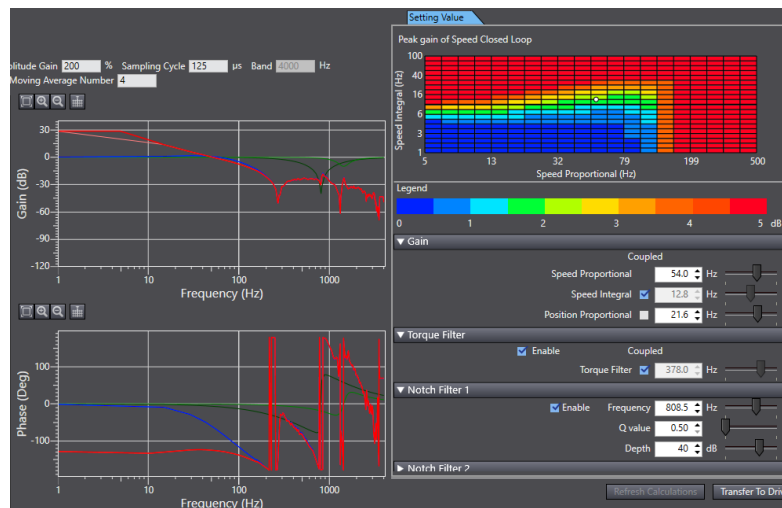 Setting Value
Peak gain of Speed Closed Loop
plitude Gain 200 % Sampling Cycle 125 µs Band 4000 Hz
Moving Average Number 4
Speed Integral (Hz)
100
40
16
6
3
1
5 13 32 79 199 500
Speed Proportional (Hz)
Legend
0 1 2 3 4 5 dB
Gain
Coupled
Speed Proportional 54.0 Hz
Speed Integral 12.8 Hz
Position Proportional 21.6 Hz
Torque Filter
Enable Coupled
Torque Filter 378.0 Hz
Notch Filter 1
Enable Frequency 808.5 Hz
Q value 0.50
Depth 40 dB
Notch Filter 2
Refresh Calculations Transfer To Driv
Gain (dB)
30
0
-30
-60
-90
-120
1 10 100 1000
Frequency (Hz)
Phase (Deg)
100
0
-100
1 10 100 1000
Frequency (Hz)